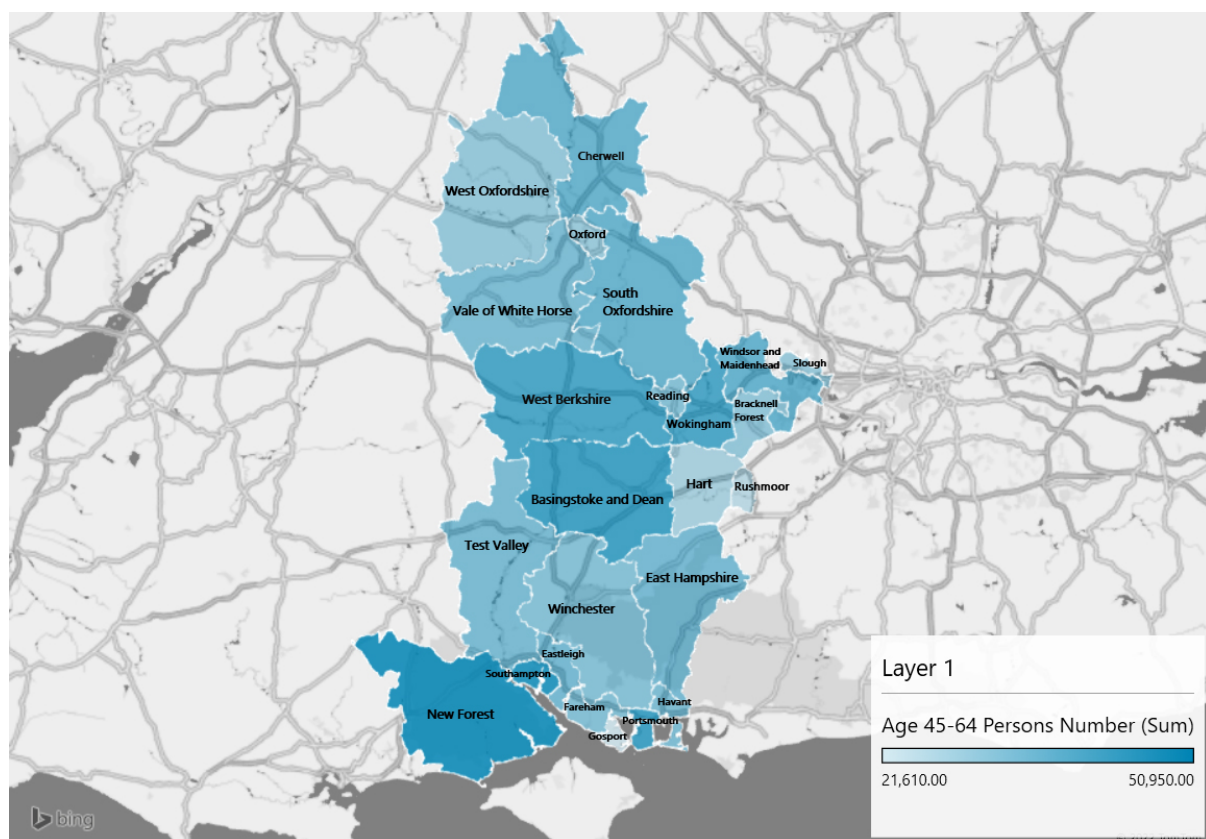 Cherwell
West Oxfordshire
Oxford
South
Oxfordshire
Vale of White Horse
Windsor and
Maidenhead
Slough
West Berkshire
Reading
Bracknell
Forest
Wokingham
Hart
Rushmoor
Basingstoke and Dean
Test Valley
East Hampshire
Winchester
Eastleigh
Southampton
Fareham
Havant
New Forest
Portsmouth
Gosport
Layer 1
Age 45-64 Persons Number (Sum)
21,610.00 50,950.00
bing